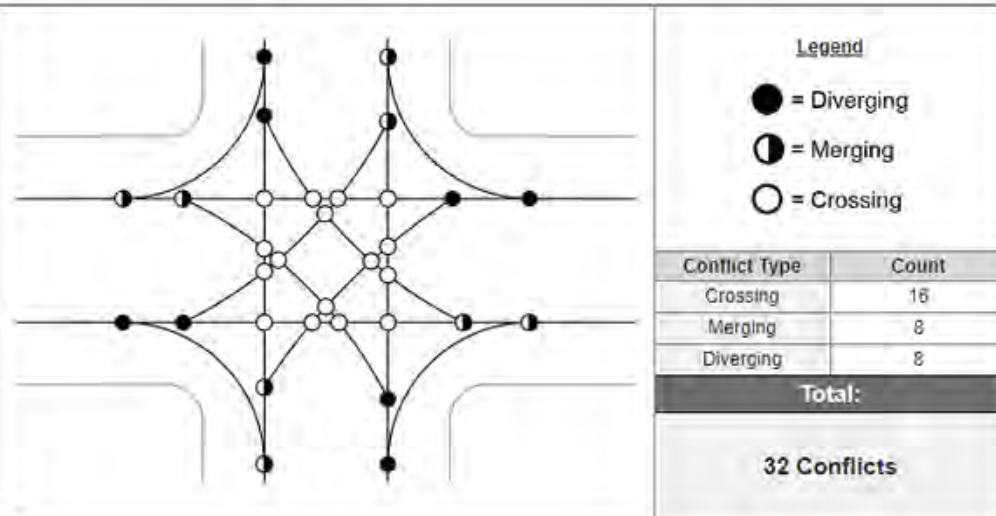 Legend
= Diverging
= Merging
= Crossing
Conflict Type Count
Crossing 16
Merging 8
Diverging 8
Total:
32 Conflicts